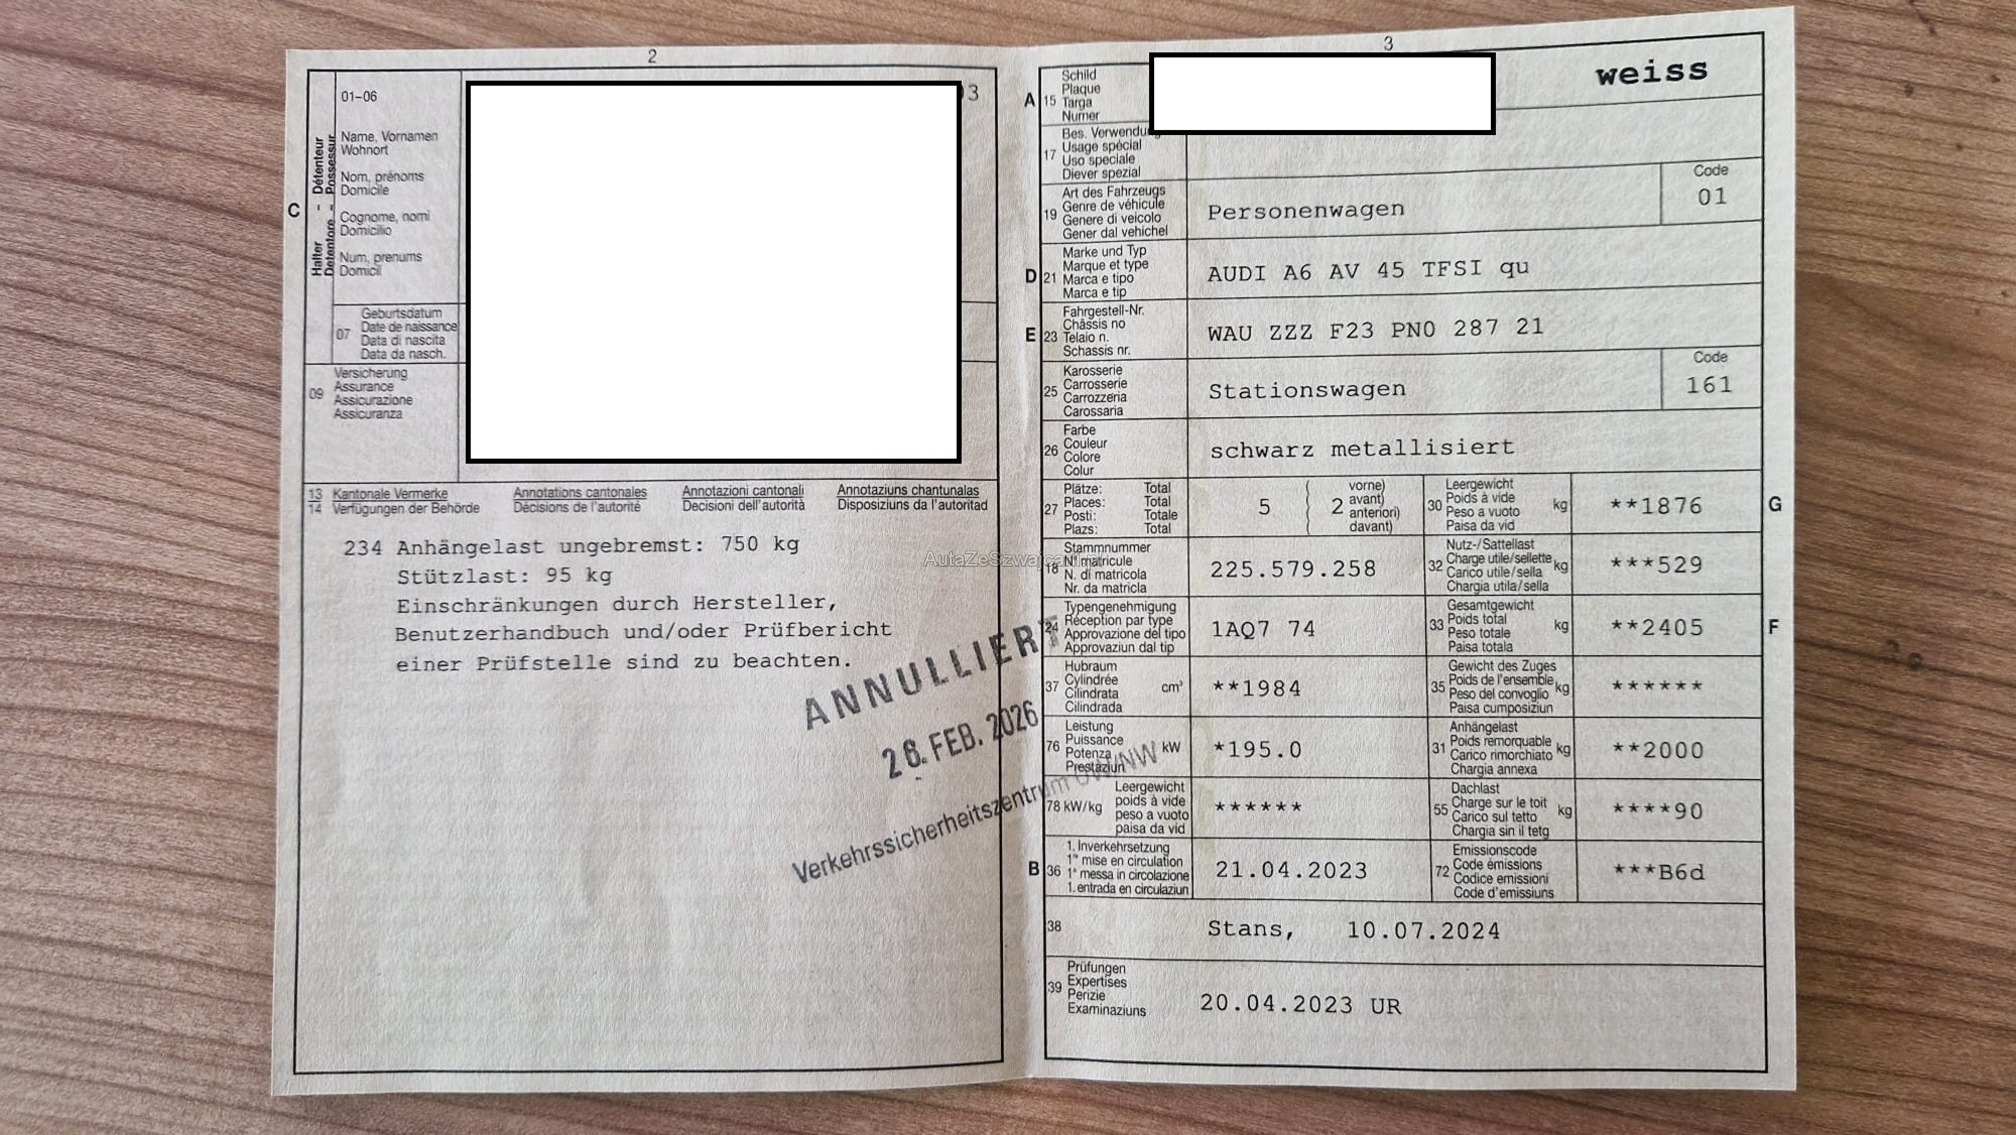 2
01–06
3
Halter - Détenteur
Detentore - Possessur
Name, Vornamen
Wohnort
Nom, prénoms
Domicile
C
Cognome, nomi
Domicilio
Num, prenums
Domicil
07
Geburtsdatum
Date de naissance
Data di nascita
Data da nasch.
09
Versicherung
Assurance
Assicurazione
Assicuranza
13
14
Kantonale Vermerke
Verfügungen der Behörde
Annotations cantonales
Décisions de l'autorité
Annotazioni cantonali
Decisioni dell'autorità
Annotaziuns chantunalas
Disposiziuns da l'autoritad
234 Anhängelast ungebremst: 750 kg
Stützlast: 95 kg
Einschränkungen durch Hersteller,
Benutzerhandbuch und/oder Prüfbericht
einer Prüfstelle sind zu beachten.
ANNULLIERT
26. FEB. 2026
Verkehrssicherheitszentrum OW/NW
3
A 15
Schild
Plaque
Targa
Numer
weiss
17
Bes. Verwendung
Usage spécial
Uso speciale
Diever spezial
19
Art des Fahrzeugs
Genre de véhicule
Genere di veicolo
Gener dal vehichel
Personenwagen
Code
01
D 21
Marke und Typ
Marque et type
Marca e tipo
Marca e tip
AUDI A6 AV 45 TFSI qu
E 23
Fahrgestell-Nr.
Châssis no
Telaio n.
Schassis nr.
WAU ZZZ F23 PN0 287 21
25
Karosserie
Carrosserie
Carrozzeria
Carossaria
Stationswagen
Code
161
26
Farbe
Couleur
Colore
Colur
schwarz metallisiert
27
Plätze: Total
Places: Total
Posti: Totale
Plazs: Total
5
2
vorne)
avant)
anteriori)
davant)
30
Leergewicht
Poids à vide
Peso a vuoto
Paisa da vid
kg
**1876
G
18
Stammnummer
N° matricule
N. di matricola
Nr. da matricla
225.579.258
32
Nutz-/Sattellast
Charge utile/sellette
Carico utile/sella
Chargia utila/sella
kg
***529
24
Typengenehmigung
Réception par type
Approvazione del tipo
Approvaziun dal tip
1AQ7 74
33
Gesamtgewicht
Poids total
Peso totale
Paisa totala
kg
**2405
F
37
Hubraum
Cylindrée
Cilindrata
Cilindrada
cm³
**1984
35
Gewicht des Zuges
Poids de l'ensemble
Peso del convoglio
Paisa cumposiziun
kg
******
76
Leistung
Puissance
Potenza
Prestaziun
kW
*195.0
31
Anhängelast
Poids remorquable
Carico rimorchiato
Chargia annexa
kg
**2000
78 kW/kg
Leergewicht
poids à vide
peso a vuoto
paisa da vid
******
55
Dachlast
Charge sur le toit
Carico sul tetto
Chargia sin il tetg
kg
****90
B 36
1. Inverkehrsetzung
1re mise en circulation
1a messa in circolazione
1. entrada en circulaziun
21.04.2023
72
Emissionscode
Code émissions
Codice emissioni
Code d'emissiuns
***B6d
38
Stans, 10.07.2024
39
Prüfungen
Expertises
Perizie
Examinaziuns
20.04.2023 UR